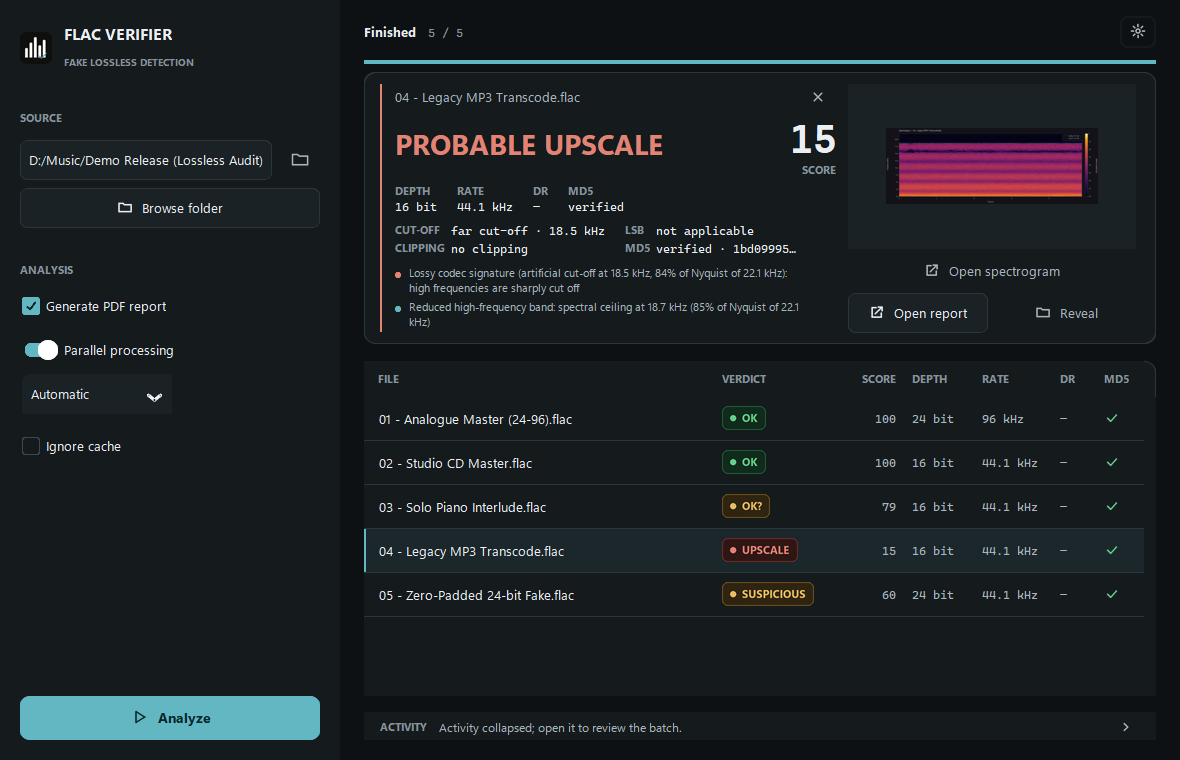 FLAC VERIFIER
FAKE LOSSLESS DETECTION
SOURCE
D:/Music/Demo Release (Lossless Audit)
Browse folder
ANALYSIS
Generate PDF report
Parallel processing
Automatic
Ignore cache
Analyze
Finished 5 / 5
04 - Legacy MP3 Transcode.flac
PROBABLE UPSCALE
15
SCORE
DEPTH RATE DR MD5
16 bit 44.1 kHz — verified
CUT-OFF far cut-off · 18.5 kHz LSB not applicable
CLIPPING no clipping MD5 verified · 1bd09995…
Lossy codec signature (artificial cut-off at 18.5 kHz, 84% of Nyquist of 22.1 kHz):
high frequencies are sharply cut off
Reduced high-frequency band: spectral ceiling at 18.7 kHz (85% of Nyquist of 22.1
kHz)
Open spectrogram
Open report
Reveal
FILE VERDICT SCORE DEPTH RATE DR MD5
01 - Analogue Master (24-96).flac OK 100 24 bit 96 kHz —
02 - Studio CD Master.flac OK 100 16 bit 44.1 kHz —
03 - Solo Piano Interlude.flac OK? 79 16 bit 44.1 kHz —
04 - Legacy MP3 Transcode.flac UPSCALE 15 16 bit 44.1 kHz —
05 - Zero-Padded 24-bit Fake.flac SUSPICIOUS 60 24 bit 44.1 kHz —
ACTIVITY Activity collapsed; open it to review the batch.